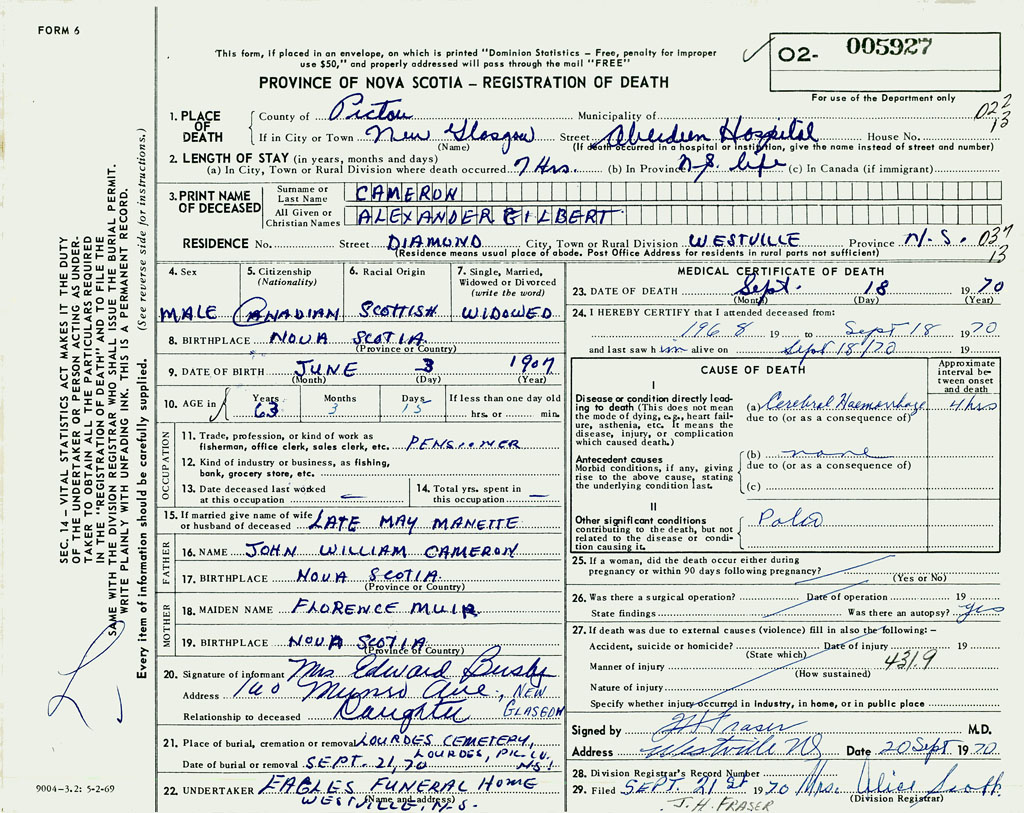 FORM 6
This form, if placed in an envelope, on which is printed "Dominion Statistics – Free, penalty for improper
use $50," and properly addressed will pass through the mail "FREE"
02- 005927
For use of the Department only
PROVINCE OF NOVA SCOTIA – REGISTRATION OF DEATH
1. PLACE OF DEATH
County of Pictou Municipality of 022
13
If in City or Town New Glasgow Street Aberdeen Hospital House No.
(Name) (If death occurred in a hospital or institution, give the name instead of street and number)
2. LENGTH OF STAY (in years, months and days)
(a) In City, Town or Rural Division where death occurred 7 Hrs. (b) In Province N.S. life (c) In Canada (if immigrant)
3. PRINT NAME OF DECEASED
Surname or Last Name CAMERON
All Given or Christian Names ALEXANDER GILBERT
RESIDENCE No. Street DIAMOND City, Town or Rural Division WESTVILLE Province N.S. 037
13
(Residence means usual place of abode. Post Office Address for residents in rural parts not sufficient)
4. Sex
MALE
5. Citizenship (Nationality)
CANADIAN
6. Racial Origin
SCOTTISH
7. Single, Married, Widowed or Divorced (write the word)
WIDOWED
8. BIRTHPLACE NOVA SCOTIA
(Province or Country)
9. DATE OF BIRTH JUNE 3 1907
(Month) (Day) (Year)
10. AGE in Years Months Days If less than one day old
63 3 15 hrs. or min.
OCCUPATION
11. Trade, profession, or kind of work as
fisherman, office clerk, sales clerk, etc. PENSIONER
12. Kind of industry or business, as fishing,
bank, grocery store, etc.
13. Date deceased last worked
at this occupation —
14. Total yrs. spent in
this occupation —
15. If married give name of wife
or husband of deceased LATE MAY MANETTE
FATHER
16. NAME JOHN WILLIAM CAMERON
17. BIRTHPLACE NOVA SCOTIA
(Province or Country)
MOTHER
18. MAIDEN NAME FLORENCE MUIR
19. BIRTHPLACE NOVA SCOTIA
(Province or Country)
20. Signature of informant Mrs Edward Busby
Address 160 Munro Ave., NEW
GLASGOW
Relationship to deceased Daughter
21. Place of burial, cremation or removal LOURDES CEMETERY,
LOURDES, PIC. CO. N.S.
Date of burial or removal SEPT. 21, 70
22. UNDERTAKER EAGLES FUNERAL HOME
WESTVILLE, N.S.
(Name and address)
MEDICAL CERTIFICATE OF DEATH
23. DATE OF DEATH Sept. 18 1970
(Month) (Day) (Year)
24. I HEREBY CERTIFY that I attended deceased from:
1968 19 to Sept 18 1970
and last saw h im alive on Sept 18/70 19
CAUSE OF DEATH
Approximate interval between onset and death
I
Disease or condition directly leading to death (This does not mean the mode of dying, e.g., heart failure, asthenia, etc. It means the disease, injury, or complication which caused death.)
(a) Cerebral Haemorrhage 4 hrs
due to (or as a consequence of)
Antecedent causes
Morbid conditions, if any, giving rise to the above cause, stating the underlying condition last.
(b) none
due to (or as a consequence of)
(c)
II
Other significant conditions
contributing to the death, but not related to the disease or condition causing it.
Polio
25. If a woman, did the death occur either during
pregnancy or within 90 days following pregnancy?
(Yes or No)
26. Was there a surgical operation? Date of operation 19
State findings Was there an autopsy? yes
27. If death was due to external causes (violence) fill in also the following: –
Accident, suicide or homicide? Date of injury 19
(State which)
Manner of injury 431.9
(How sustained)
Nature of injury
Specify whether injury occurred in industry, in home, or in public place
Signed by J H Fraser M.D.
Address Westville NS Date 20 Sept 1970
28. Division Registrar's Record Number
29. Filed SEPT. 21st 1970 Mrs. Alice Scott
(Division Registrar)
J. H. FRASER
SEC. 14 – VITAL STATISTICS ACT MAKES IT THE DUTY
OF THE UNDERTAKER OR PERSON ACTING AS UNDER-
TAKER TO OBTAIN ALL THE PARTICULARS REQUIRED
IN THE "REGISTRATION OF DEATH" AND TO FILE THE
SAME WITH THE DIVISION REGISTRAR WHO SHALL ISSUE THE BURIAL PERMIT.
WRITE PLAINLY WITH UNFADING INK. THIS IS A PERMANENT RECORD.
Every item of information should be carefully supplied. (See reverse side for instructions.)
9004-3.2: 5-2-69